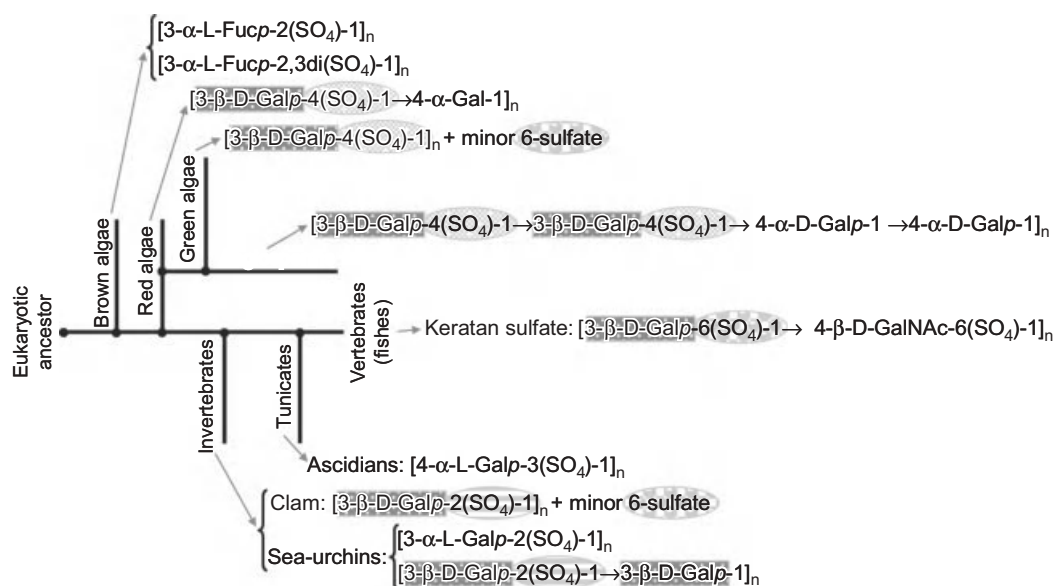 [3-α-L-Fucp-2(SO₄)-1]ₙ
[3-α-L-Fucp-2,3di(SO₄)-1]ₙ
[3-β-D-Galp-4(SO₄)-1→4-α-Gal-1]ₙ
[3-β-D-Galp-4(SO₄)-1]ₙ + minor 6-sulfate
Brown algae
Red algae
Green algae
[3-β-D-Galp-4(SO₄)-1→3-β-D-Galp-4(SO₄)-1→ 4-α-D-Galp-1 →4-α-D-Galp-1]ₙ
Eukaryotic
ancestor
Vertebrates
(fishes)
Keratan sulfate: [3-β-D-Galp-6(SO₄)-1→ 4-β-D-GalNAc-6(SO₄)-1]ₙ
Invertebrates
Tunicates
Ascidians: [4-α-L-Galp-3(SO₄)-1]ₙ
Clam: [3-β-D-Galp-2(SO₄)-1]ₙ + minor 6-sulfate
Sea-urchins:
[3-α-L-Galp-2(SO₄)-1]ₙ
[3-β-D-Galp-2(SO₄)-1→3-β-D-Galp-1]ₙ